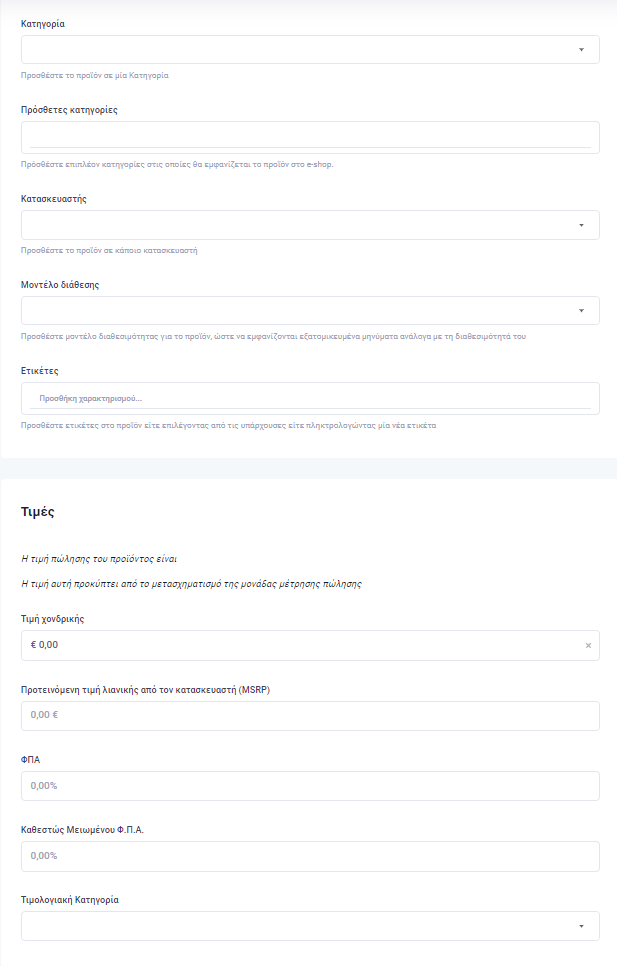 Κατηγορία
Προσθέστε το προϊόν σε μία Κατηγορία
Πρόσθετες κατηγορίες
Πρόσθέστε επιπλέον κατηγορίες στις οποίες θα εμφανίζεται το προϊόν στο e-shop.
Κατασκευαστής
Προσθέστε το προϊόν σε κάποιο κατασκευαστή
Μοντέλο διάθεσης
Προσθέστε μοντέλο διαθεσιμότητας για το προϊόν, ώστε να εμφανίζονται εξατομικευμένα μηνύματα ανάλογα με τη διαθεσιμότητά του
Ετικέτες
Προσθήκη χαρακτηρισμού...
Προσθέστε ετικέτες στο προϊόν είτε επιλέγοντας από τις υπάρχουσες είτε πληκτρολογώντας μία νέα ετικέτα
Τιμές
Η τιμή πώλησης του προϊόντος είναι
Η τιμή αυτή προκύπτει από το μετασχηματισμό της μονάδας μέτρησης πώλησης
Τιμή χονδρικής
€ 0,00 ×
Προτεινόμενη τιμή λιανικής από τον κατασκευαστή (MSRP)
0,00 €
ΦΠΑ
0,00%
Καθεστώς Μειωμένου Φ.Π.Α.
0,00%
Τιμολογιακή Κατηγορία